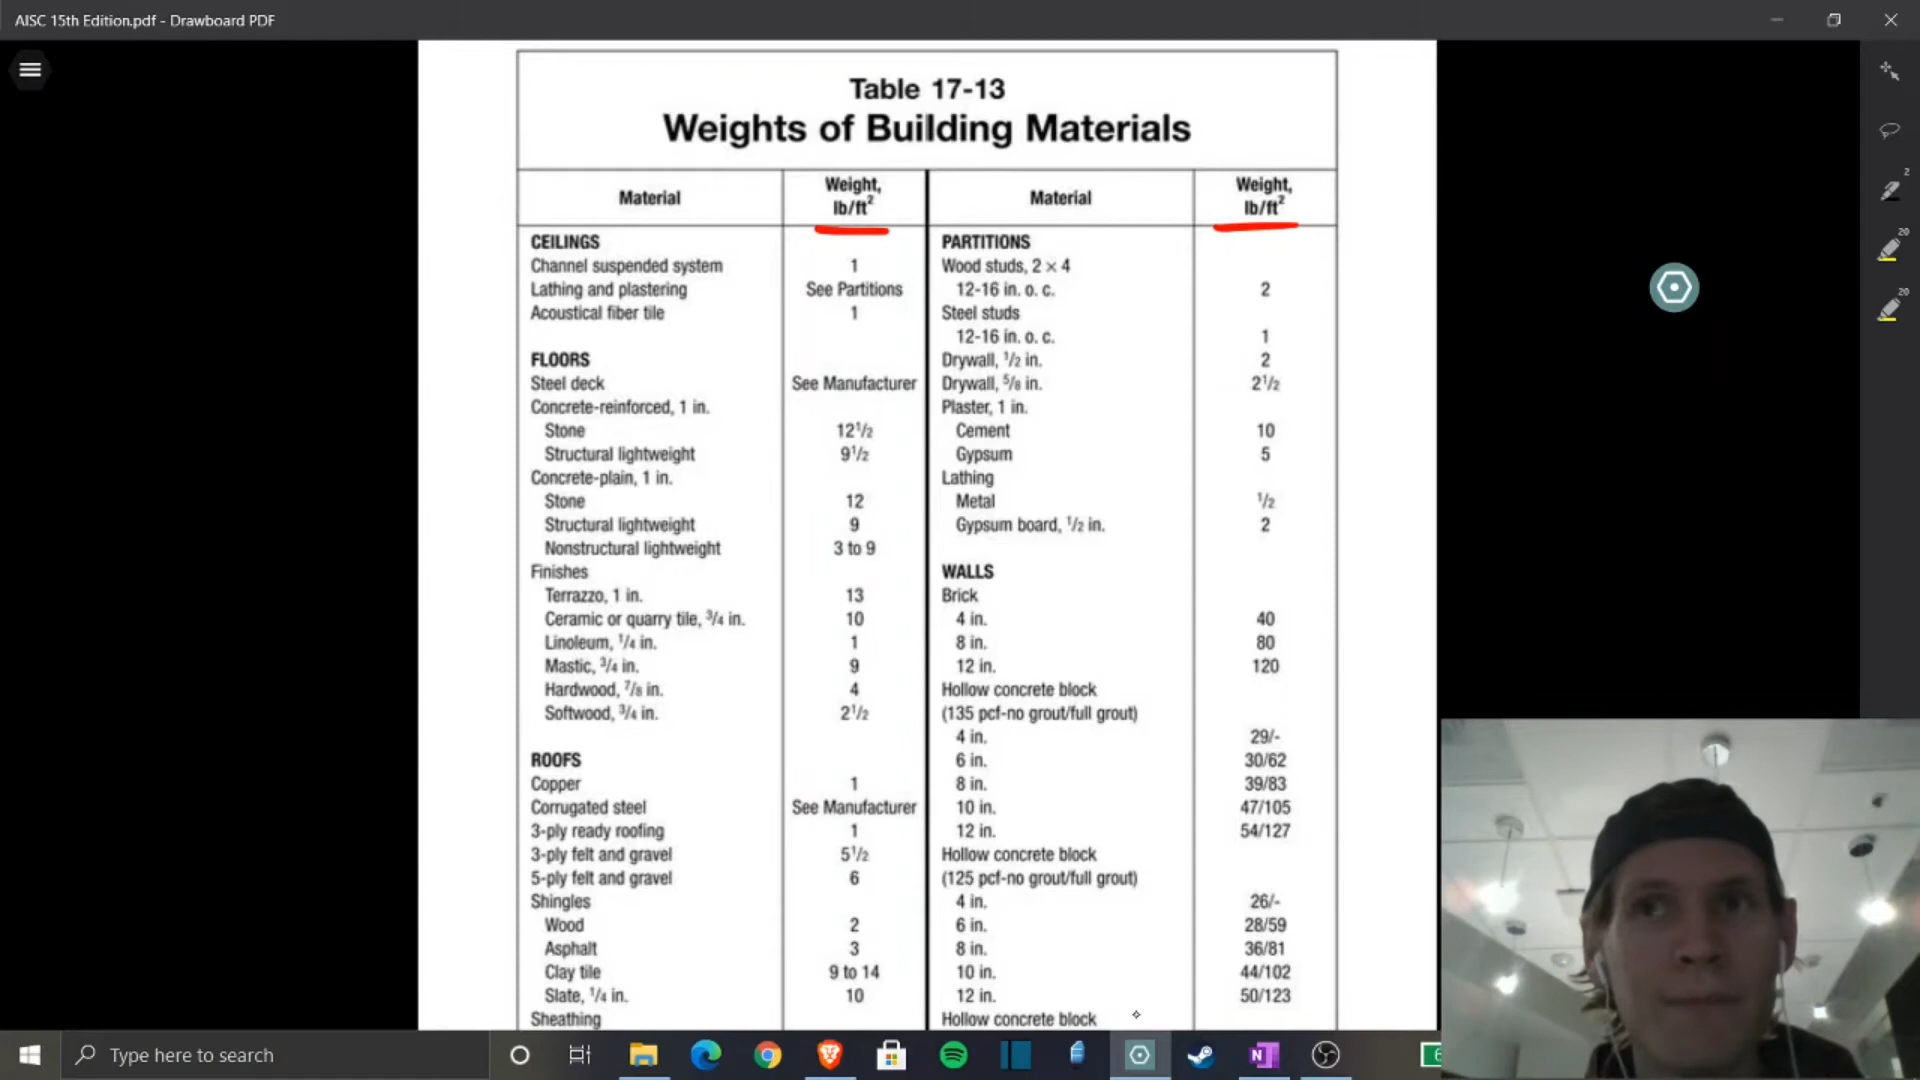 AISC 15th Edition.pdf - Drawboard PDF
Table 17-13
Weights of Building Materials
Material Weight, lb/ft² Material Weight, lb/ft²
CEILINGS
Channel suspended system 1
Lathing and plastering See Partitions
Acoustical fiber tile 1
FLOORS
Steel deck See Manufacturer
Concrete-reinforced, 1 in.
Stone 12½
Structural lightweight 9½
Concrete-plain, 1 in.
Stone 12
Structural lightweight 9
Nonstructural lightweight 3 to 9
Finishes
Terrazzo, 1 in. 13
Ceramic or quarry tile, 3/4 in. 10
Linoleum, 1/4 in. 1
Mastic, 3/4 in. 9
Hardwood, 7/8 in. 4
Softwood, 3/4 in. 2½
ROOFS
Copper 1
Corrugated steel See Manufacturer
3-ply ready roofing 1
3-ply felt and gravel 5½
5-ply felt and gravel 6
Shingles
Wood 2
Asphalt 3
Clay tile 9 to 14
Slate, 1/4 in. 10
Sheathing
PARTITIONS
Wood studs, 2 × 4
12-16 in. o. c. 2
Steel studs
12-16 in. o. c. 1
Drywall, 1/2 in. 2
Drywall, 5/8 in. 2½
Plaster, 1 in.
Cement 10
Gypsum 5
Lathing
Metal 1/2
Gypsum board, 1/2 in. 2
WALLS
Brick
4 in. 40
8 in. 80
12 in. 120
Hollow concrete block
(135 pcf-no grout/full grout)
4 in. 29/-
6 in. 30/62
8 in. 39/83
10 in. 47/105
12 in. 54/127
Hollow concrete block
(125 pcf-no grout/full grout)
4 in. 26/-
6 in. 28/59
8 in. 36/81
10 in. 44/102
12 in. 50/123
Hollow concrete block
2
20
20
Type here to search